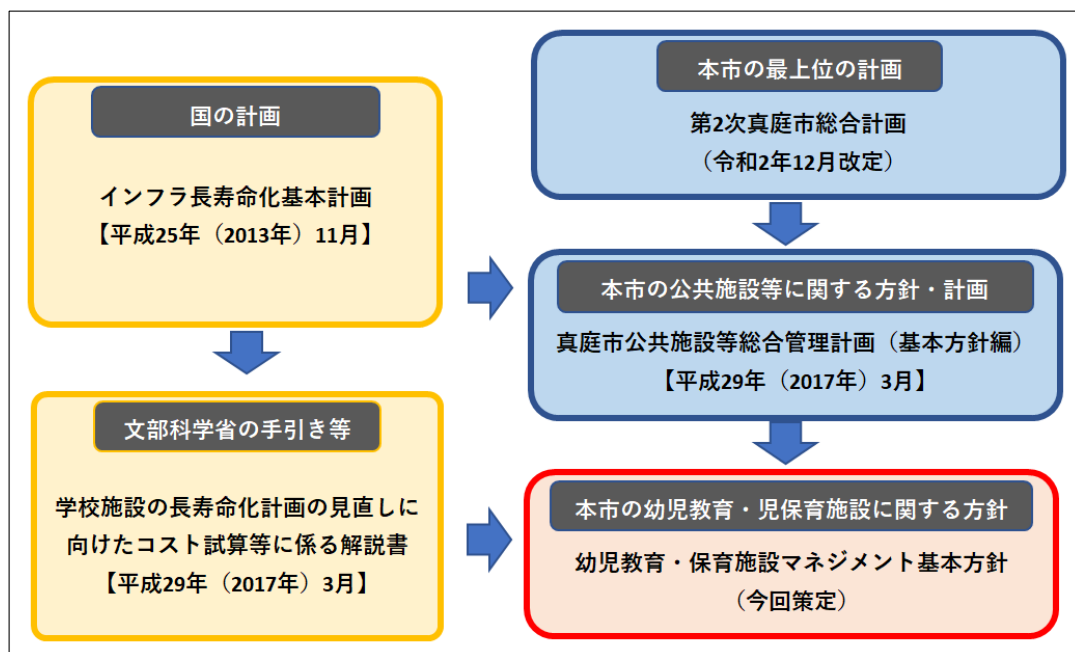 国の計画
インフラ長寿命化基本計画
【平成25年（2013年）11月】
文部科学省の手引き等
学校施設の長寿命化計画の見直しに
向けたコスト試算等に係る解説書
【平成29年（2017年）3月】
本市の最上位の計画
第2次真庭市総合計画
（令和2年12月改定）
本市の公共施設等に関する方針・計画
真庭市公共施設等総合管理計画（基本方針編）
【平成29年（2017年）3月】
本市の幼児教育・児保育施設に関する方針
幼児教育・保育施設マネジメント基本方針
（今回策定）